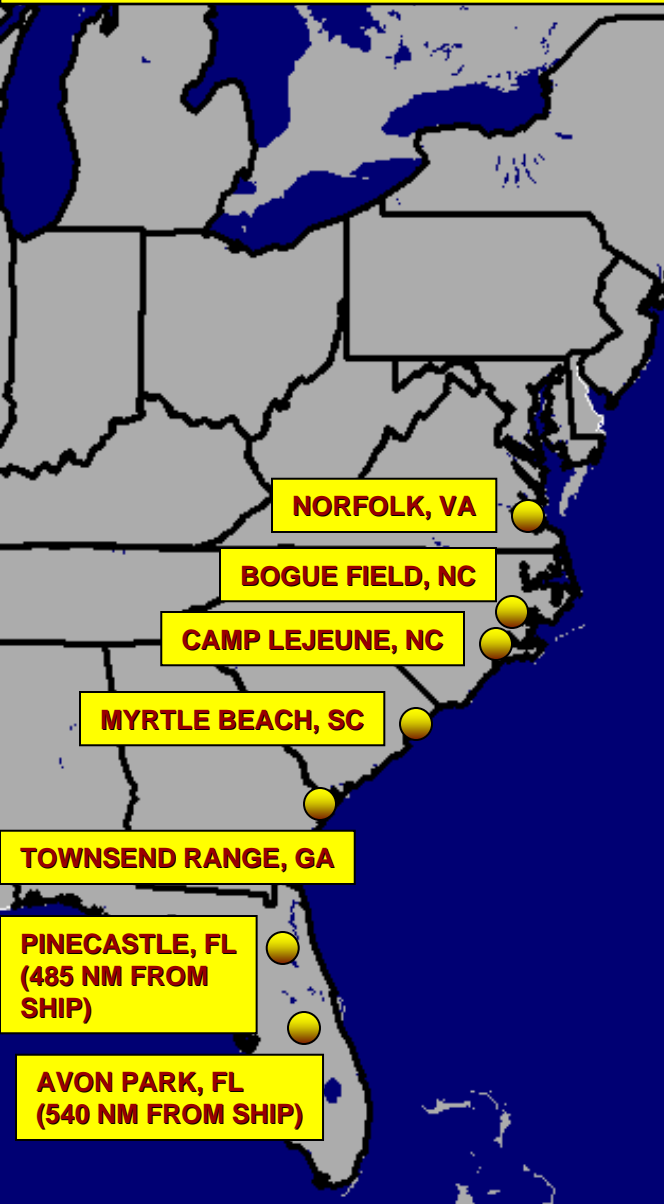 NORFOLK, VA
BOGUE FIELD, NC
CAMP LEJEUNE, NC
MYRTLE BEACH, SC
TOWNSEND RANGE, GA
PINECASTLE, FL
(485 NM FROM
SHIP)
AVON PARK, FL
(540 NM FROM SHIP)